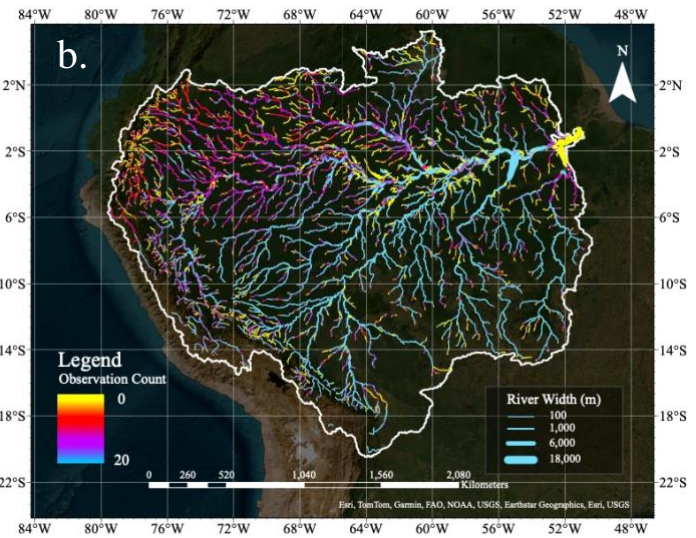 84°W 80°W 76°W 72°W 68°W 64°W 60°W 56°W 52°W 48°W
b.
N
2°N 2°N
2°S 2°S
6°S 6°S
10°S 10°S
14°S 14°S
18°S 18°S
22°S 22°S
Legend
Observation Count
0
20
River Width (m)
100
1,000
6,000
18,000
0 260 520 1,040 1,560 2,080
Kilometers
Esri, TomTom, Garmin, FAO, NOAA, USGS, Earthstar Geographics, Esri, USGS
84°W 80°W 76°W 72°W 68°W 64°W 60°W 56°W 52°W 48°W